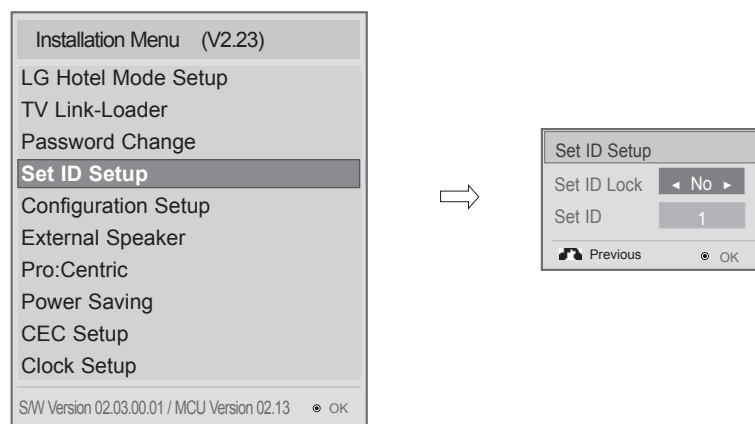 Installation Menu (V2.23)
LG Hotel Mode Setup
TV Link-Loader
Password Change
Set ID Setup
Configuration Setup
External Speaker
Pro:Centric
Power Saving
CEC Setup
Clock Setup
S/W Version 02.03.00.01 / MCU Version 02.13 ◉ OK
Set ID Setup
Set ID Lock ◄ No ►
Set ID 1
Previous ◉ OK